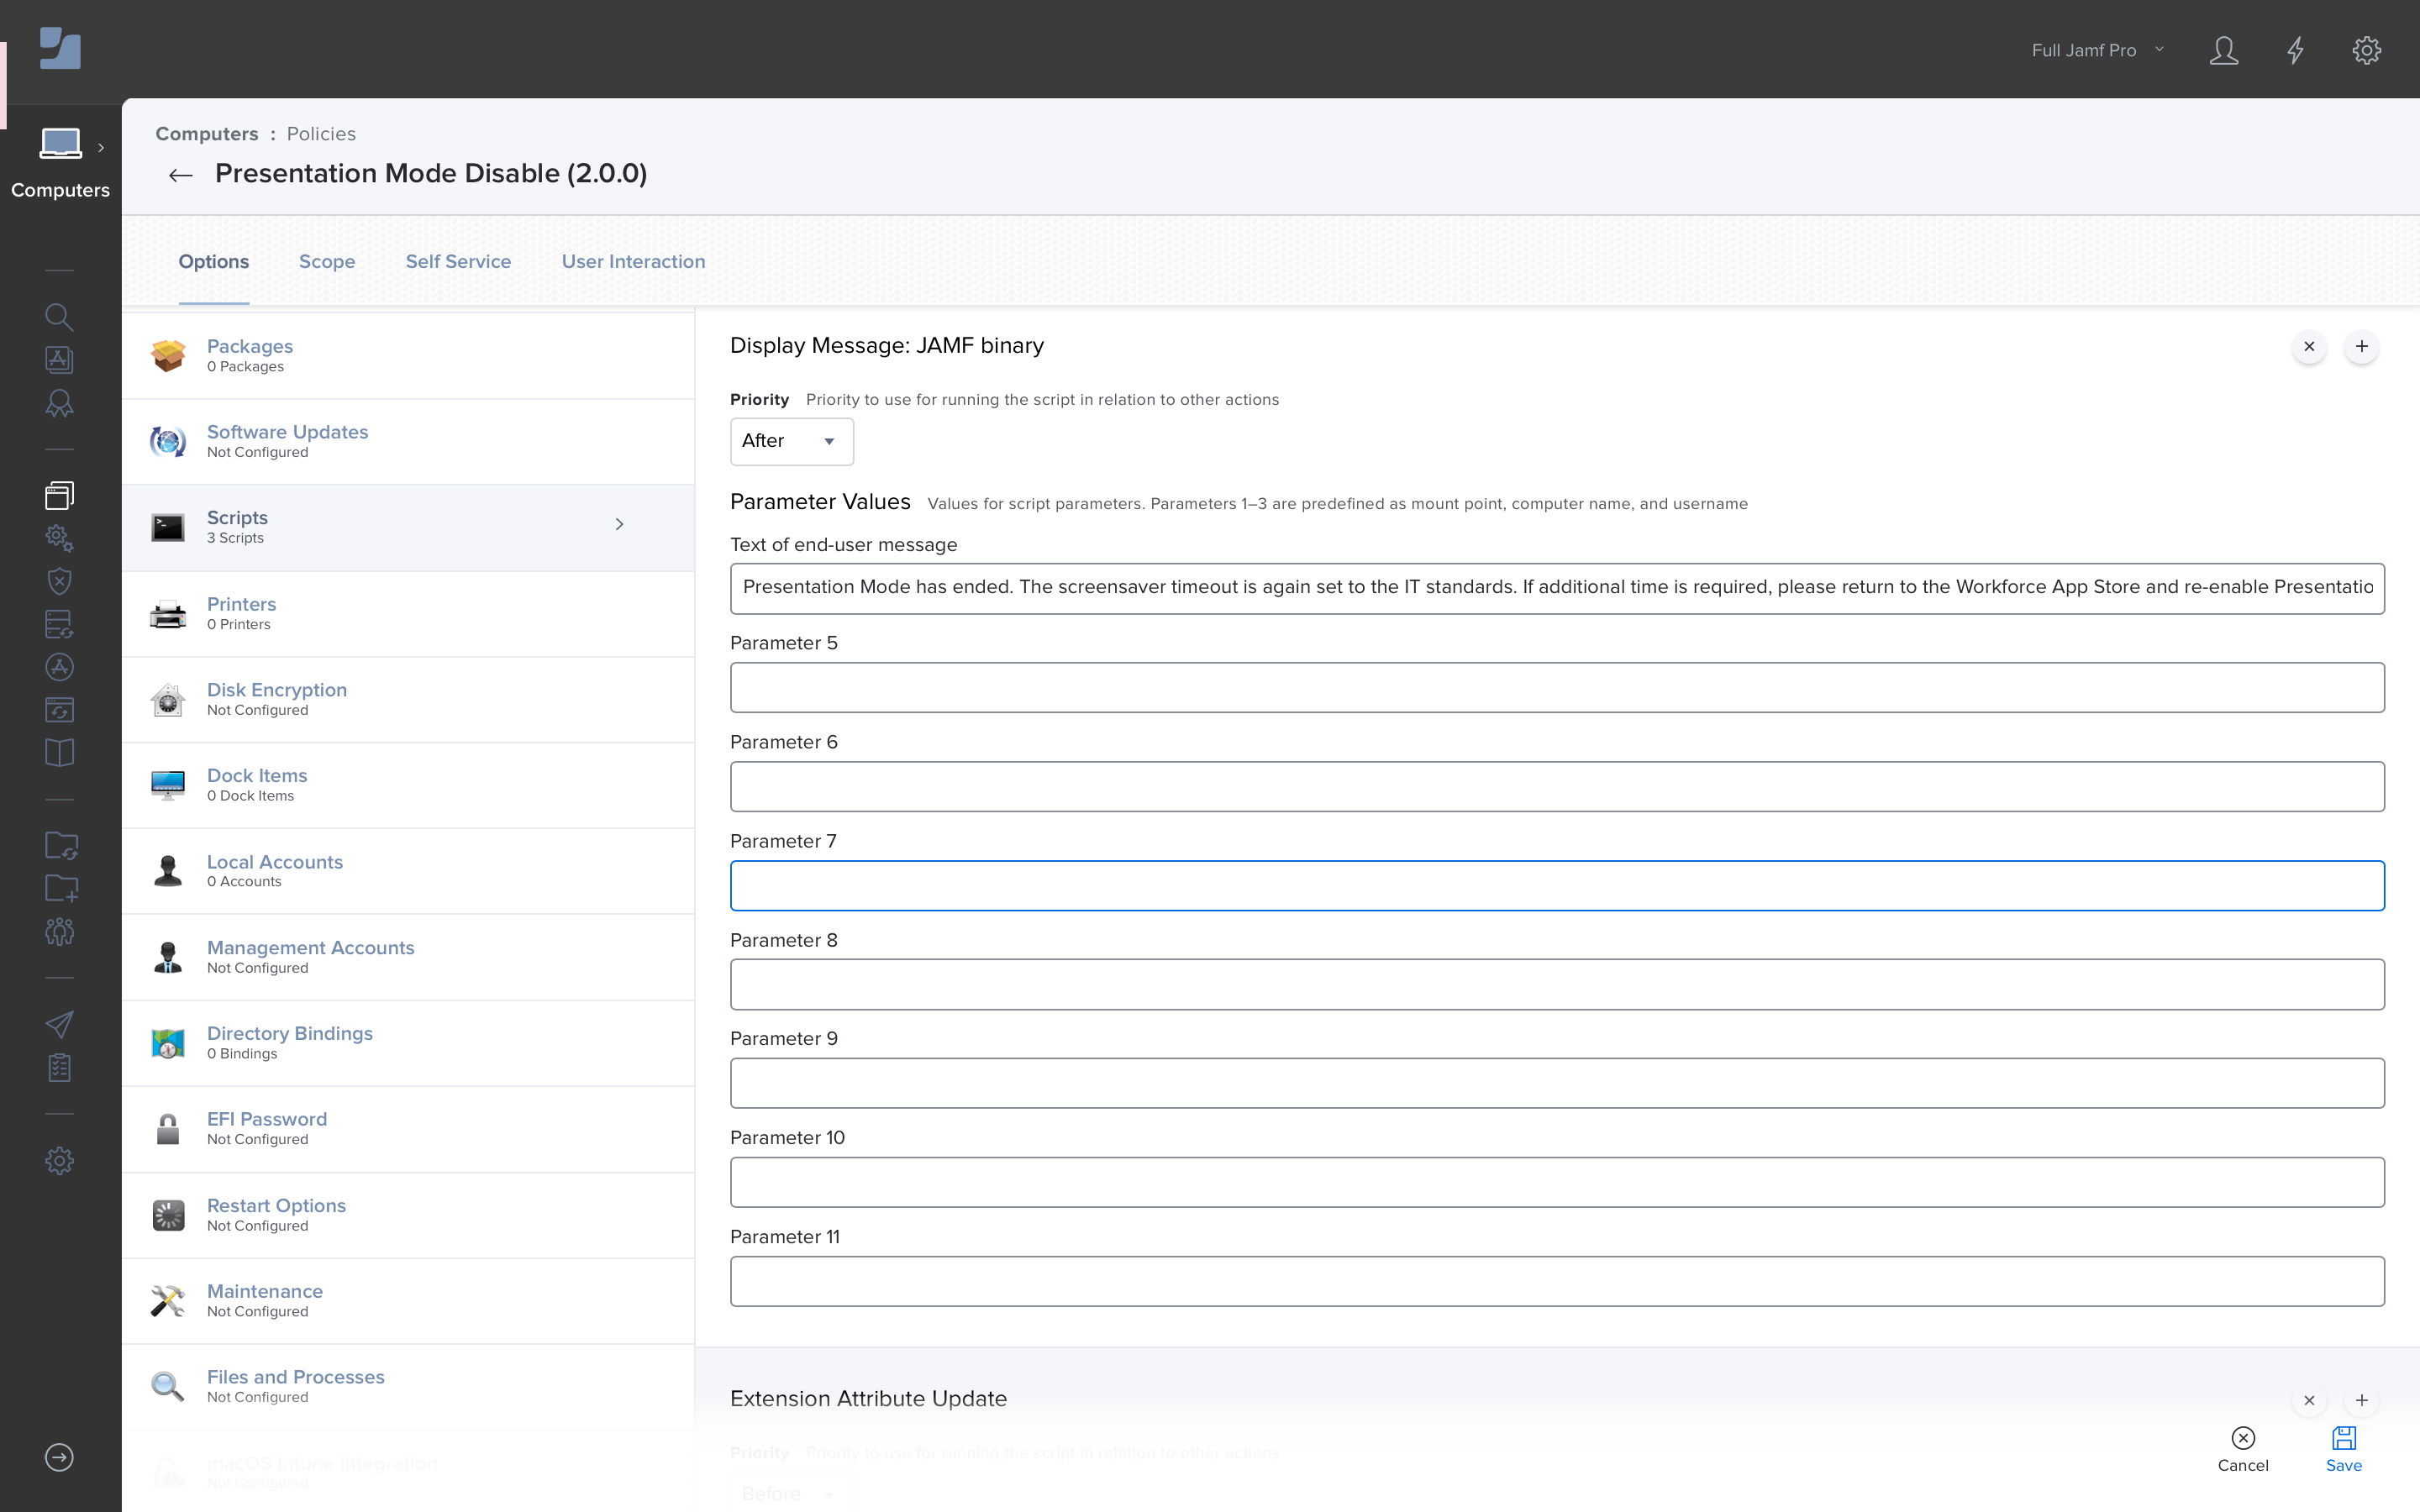 Full Jamf Pro
Computers
Computers : Policies
Presentation Mode Disable (2.0.0)
Options
Scope
Self Service
User Interaction
Packages
0 Packages
Software Updates
Not Configured
Scripts
3 Scripts
Printers
0 Printers
Disk Encryption
Not Configured
Dock Items
0 Dock Items
Local Accounts
0 Accounts
Management Accounts
Not Configured
Directory Bindings
0 Bindings
EFI Password
Not Configured
Restart Options
Not Configured
Maintenance
Not Configured
Files and Processes
Not Configured
macOS Intune Integration
Not Configured
Display Message: JAMF binary
Priority Priority to use for running the script in relation to other actions
After
Parameter Values Values for script parameters. Parameters 1–3 are predefined as mount point, computer name, and username
Text of end-user message
Presentation Mode has ended. The screensaver timeout is again set to the IT standards. If additional time is required, please return to the Workforce App Store and re-enable Presentatio
Parameter 5
Parameter 6
Parameter 7
Parameter 8
Parameter 9
Parameter 10
Parameter 11
Extension Attribute Update
Priority Priority to use for running the script in relation to other actions
Before
Cancel
Save